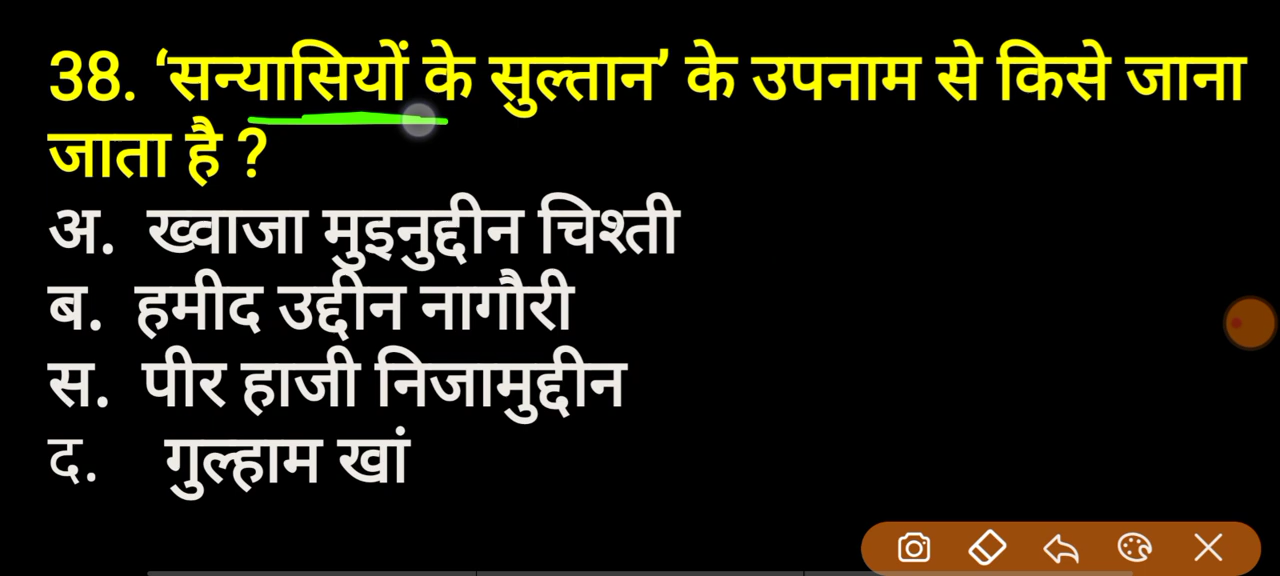 38. ‘सन्यासियों के सुल्तान’ के उपनाम से किसे जाना
जाता है ?
अ. ख्वाजा मुइनुद्दीन चिश्ती
ब. हमीद उद्दीन नागौरी
स. पीर हाजी निजामुद्दीन
द. गुल्हाम खां